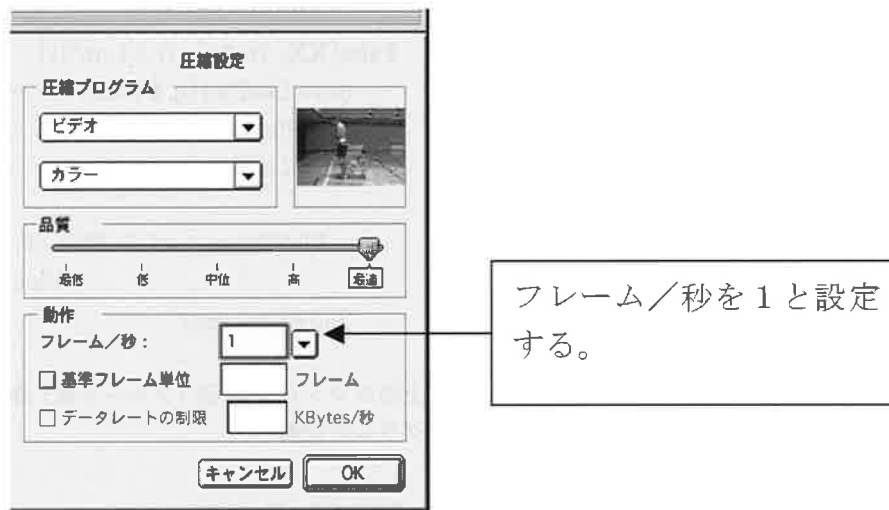 圧縮設定
圧縮プログラム
ビデオ
カラー
品質
最低 低 中位 高 最適
動作
フレーム/秒:
1
基準フレーム単位 フレーム
データレートの制限 KBytes/秒
キャンセル OK
フレーム/秒を1と設定
する。